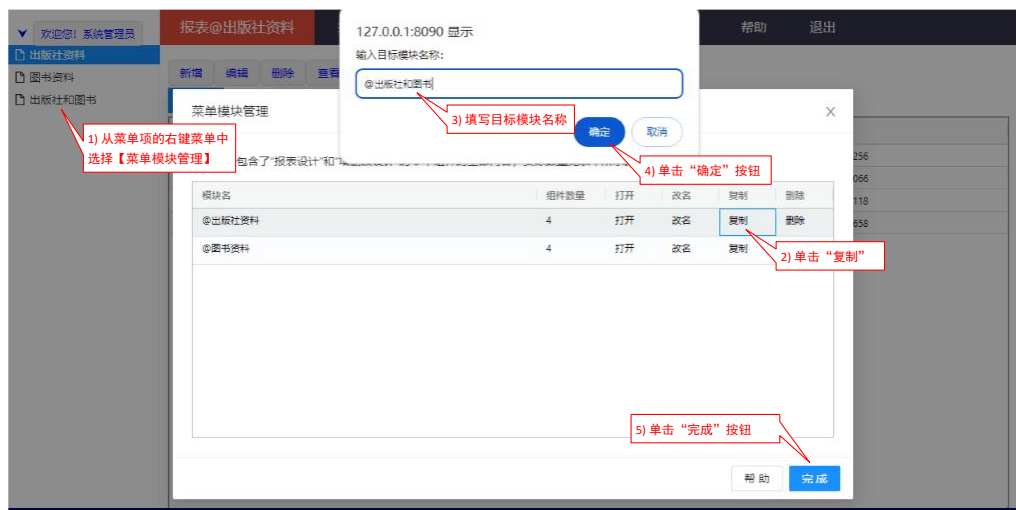 欢迎您! 系统管理员
出版社资料
图书资料
出版社和图书
报表@出版社资料
帮助
退出
新增
编辑
删除
查看
127.0.0.1:8090 显示
输入目标模块名称:
@出版社和图书
确定
取消
3) 填写目标模块名称
4) 单击“确定”按钮
1) 从菜单项的右键菜单中
选择【菜单模块管理】
菜单模块管理
包含了"报表设计"和"
模块名
组件数量
打开
改名
复制
删除
@出版社资料
4
打开
改名
复制
删除
@图书资料
4
打开
改名
复制
2) 单击“复制”
256
066
118
658
5) 单击“完成”按钮
帮 助
完 成